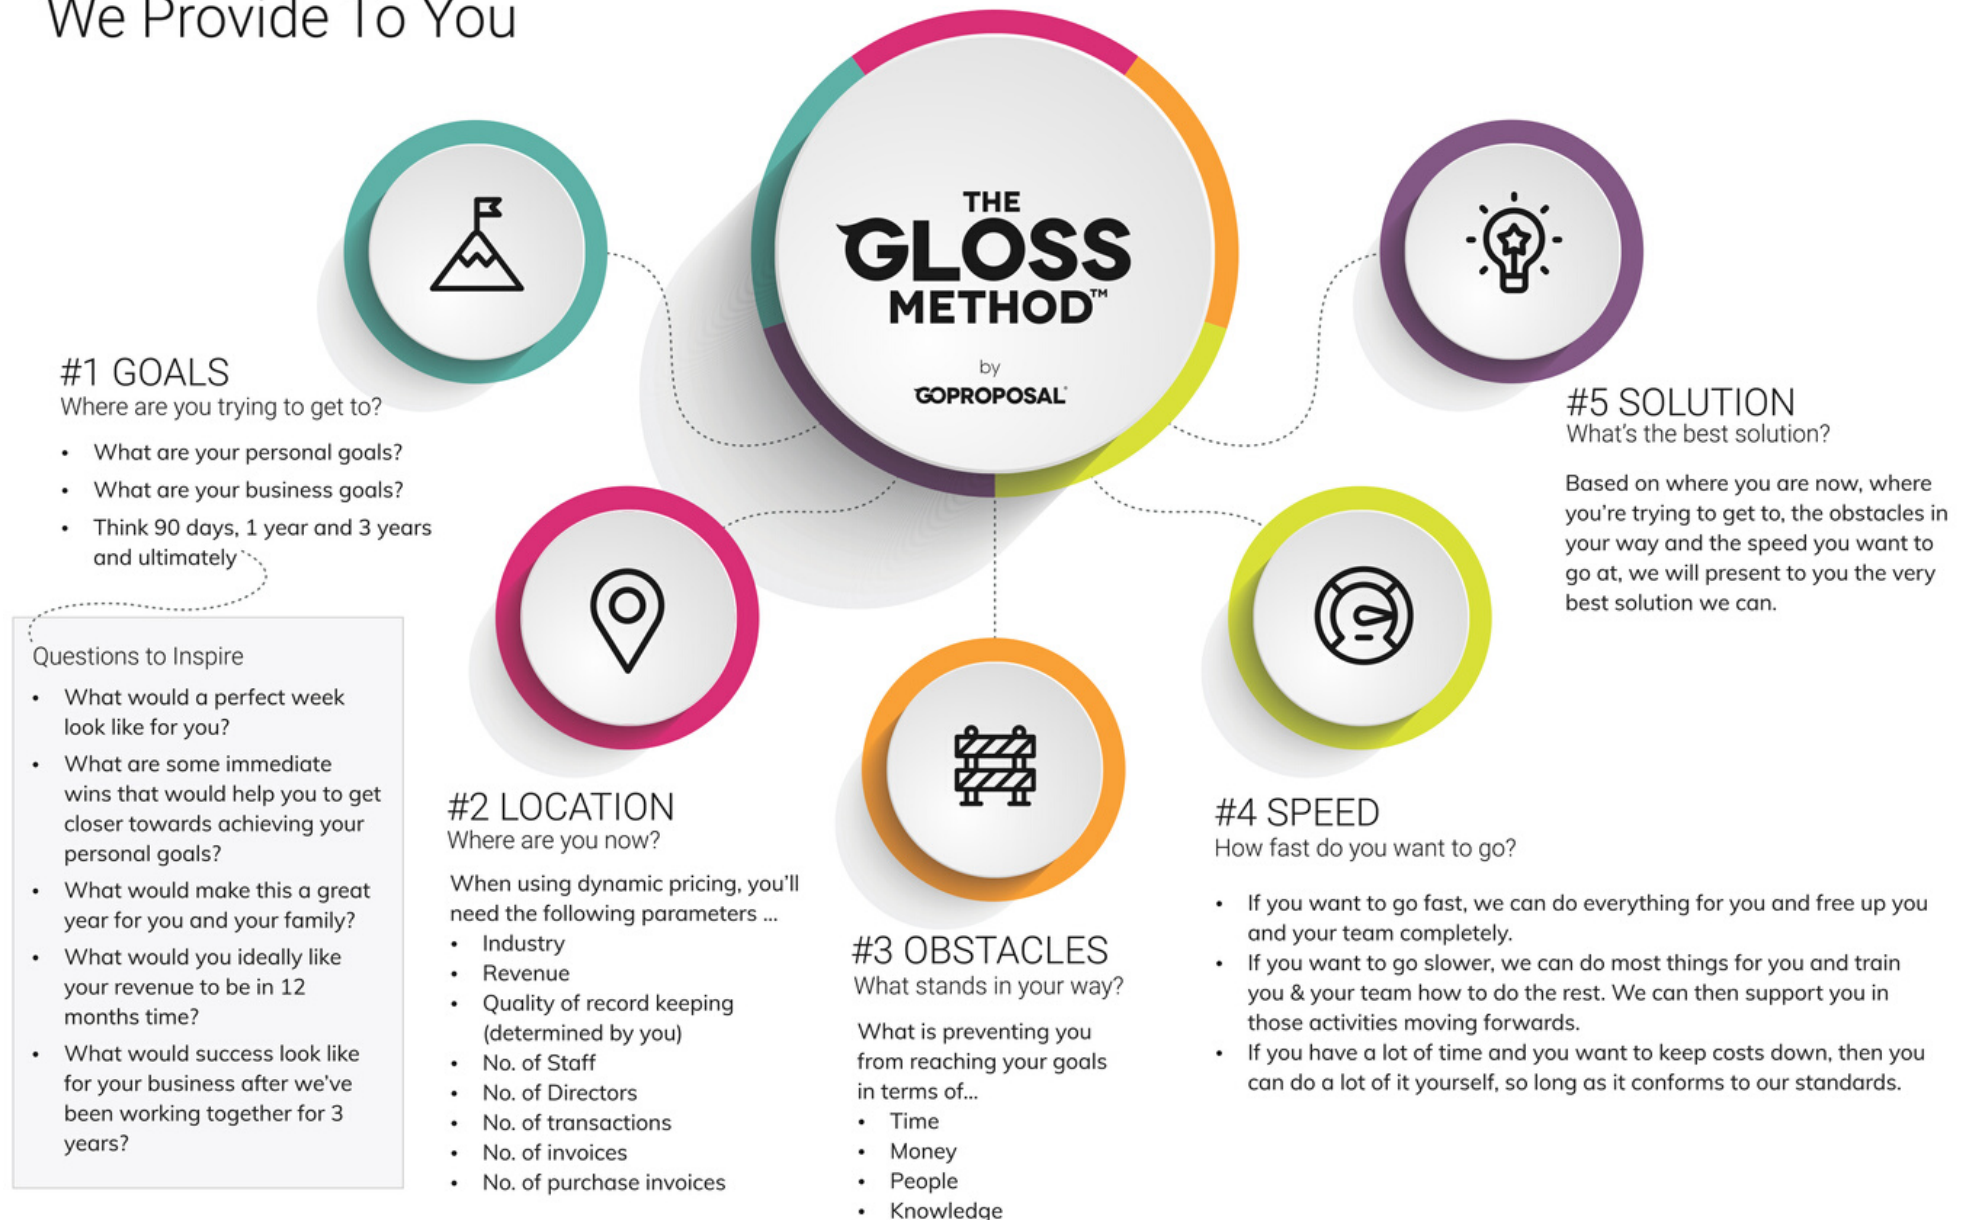 We Provide To You
THE
GLOSS
METHOD™
by
GOPROPOSAL®
#1 GOALS
Where are you trying to get to?
• What are your personal goals?
• What are your business goals?
• Think 90 days, 1 year and 3 years
and ultimately
Questions to Inspire
• What would a perfect week
look like for you?
• What are some immediate
wins that would help you to get
closer towards achieving your
personal goals?
• What would make this a great
year for you and your family?
• What would you ideally like
your revenue to be in 12
months time?
• What would success look like
for your business after we've
been working together for 3
years?
#2 LOCATION
Where are you now?
When using dynamic pricing, you'll
need the following parameters ...
• Industry
• Revenue
• Quality of record keeping
(determined by you)
• No. of Staff
• No. of Directors
• No. of transactions
• No. of invoices
• No. of purchase invoices
#3 OBSTACLES
What stands in your way?
What is preventing you
from reaching your goals
in terms of...
• Time
• Money
• People
• Knowledge
#4 SPEED
How fast do you want to go?
• If you want to go fast, we can do everything for you and free up you
and your team completely.
• If you want to go slower, we can do most things for you and train
you & your team how to do the rest. We can then support you in
those activities moving forwards.
• If you have a lot of time and you want to keep costs down, then you
can do a lot of it yourself, so long as it conforms to our standards.
#5 SOLUTION
What's the best solution?
Based on where you are now, where
you're trying to get to, the obstacles in
your way and the speed you want to
go at, we will present to you the very
best solution we can.